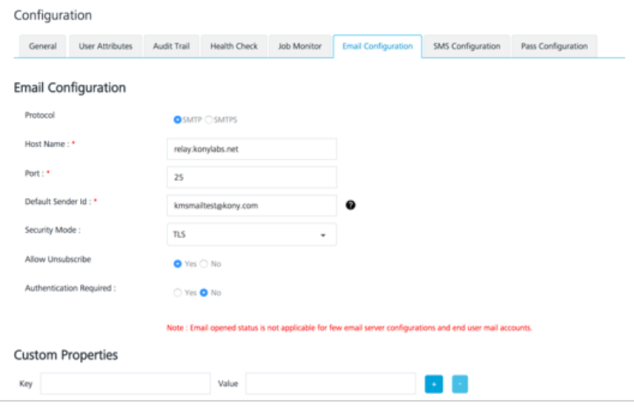 Configuration
General User Attributes Audit Trail Health Check Job Monitor Email Configuration SMS Configuration Pass Configuration
Email Configuration
Protocol SMTP SMTPS
Host Name : * relay.konylabs.net
Port : * 25
Default Sender Id : * kmsmailtest@kony.com ?
Security Mode : TLS
Allow Unsubscribe Yes No
Authentication Required : Yes No
Note : Email opened status is not applicable for few email server configurations and end user mail accounts.
Custom Properties
Key Value + -